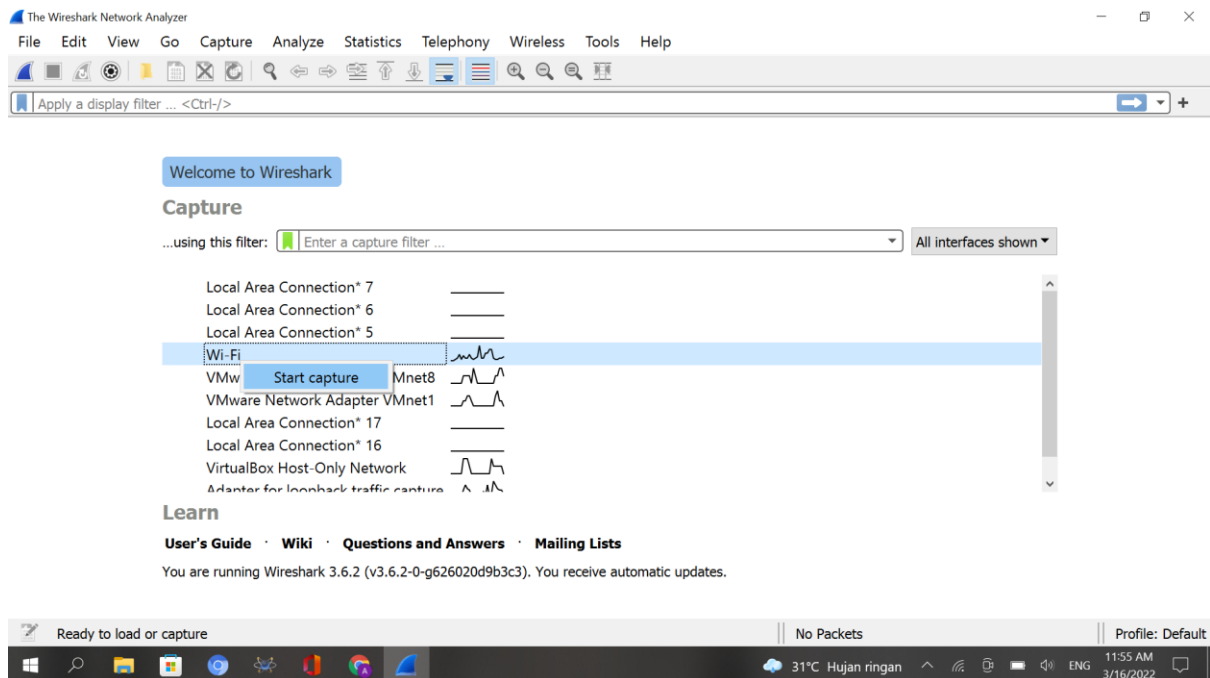 The Wireshark Network Analyzer
File Edit View Go Capture Analyze Statistics Telephony Wireless Tools Help
Apply a display filter ... <Ctrl-/>
Welcome to Wireshark
Capture
...using this filter: Enter a capture filter ... All interfaces shown
Local Area Connection* 7
Local Area Connection* 6
Local Area Connection* 5
Wi-Fi
VMw Start capture Mnet8
VMware Network Adapter VMnet1
Local Area Connection* 17
Local Area Connection* 16
VirtualBox Host-Only Network
Adapter for loopback traffic capture
Learn
User's Guide · Wiki · Questions and Answers · Mailing Lists
You are running Wireshark 3.6.2 (v3.6.2-0-g626020d9b3c3). You receive automatic updates.
Ready to load or capture No Packets Profile: Default
31°C Hujan ringan ENG 11:55 AM
3/16/2022